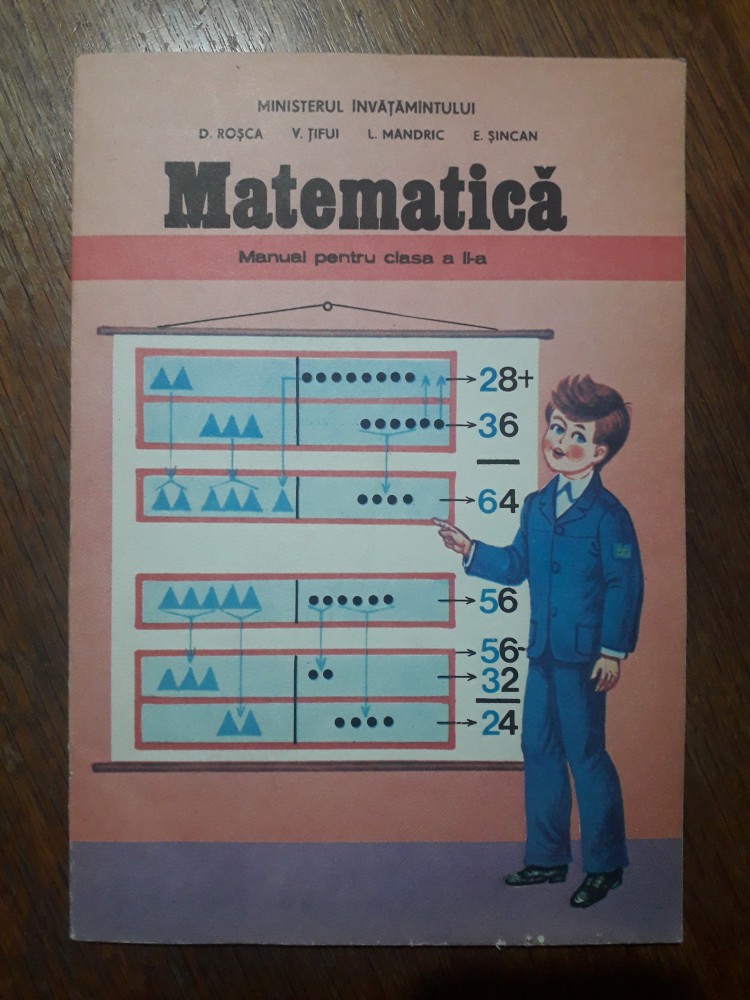 MINISTERUL ÎNVĂȚĂMÎNTULUI
D. ROȘCA V. ȚIFUI L. MANDRIC E. ȘINCAN
Matematică
Manual pentru clasa a II-a
28+
36
64
56
56-
32
24